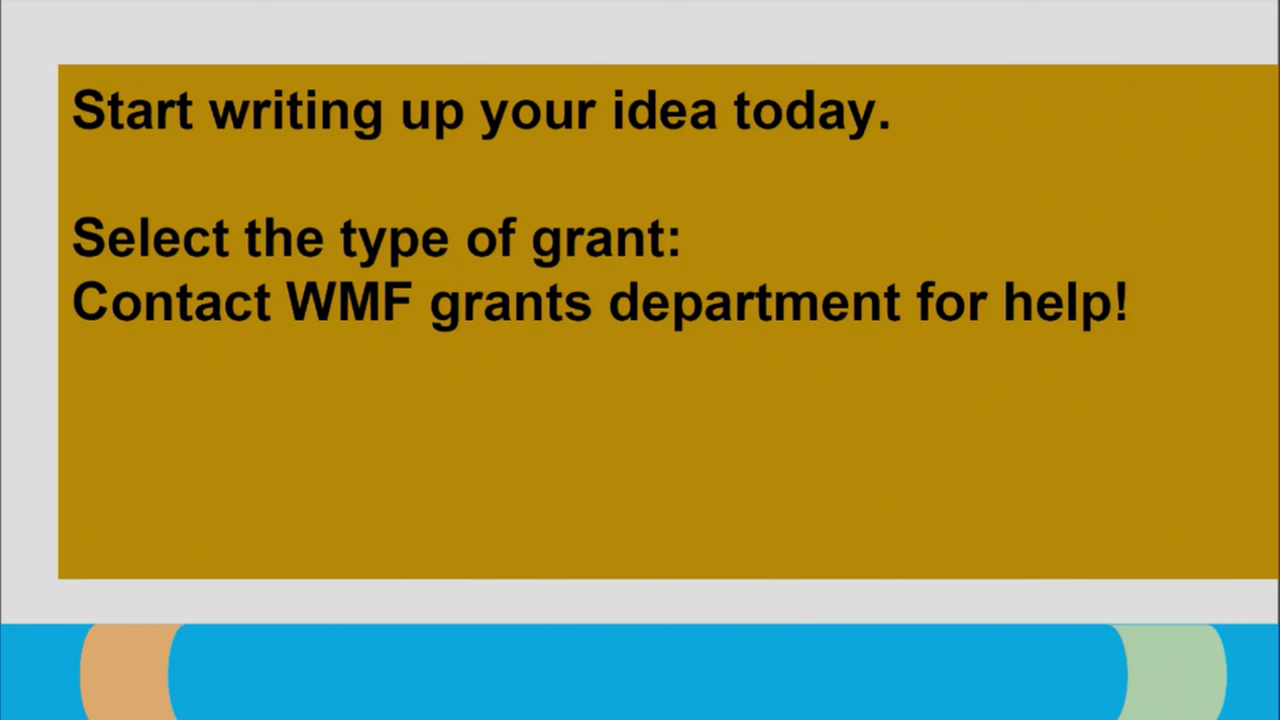 Start writing up your idea today.
Select the type of grant:
Contact WMF grants department for help!